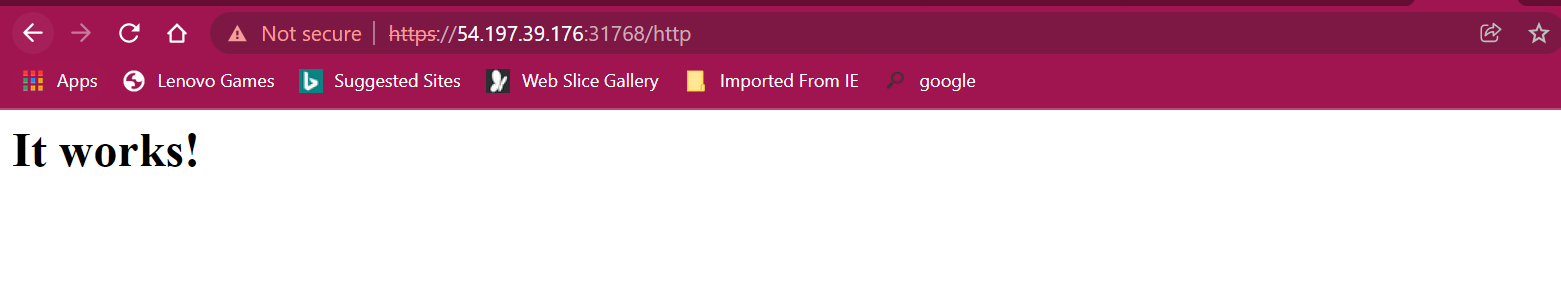 Not secure | https://54.197.39.176:31768/http
Apps Lenovo Games Suggested Sites Web Slice Gallery Imported From IE google
It works!